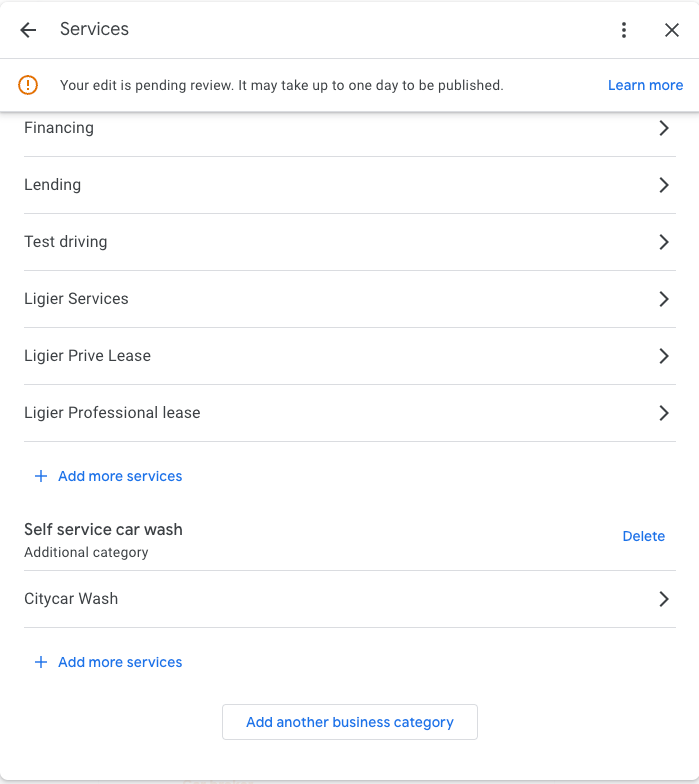 Services
Your edit is pending review. It may take up to one day to be published.
Learn more
Financing
Lending
Test driving
Ligier Services
Ligier Prive Lease
Ligier Professional lease
+ Add more services
Self service car wash
Additional category
Delete
Citycar Wash
+ Add more services
Add another business category